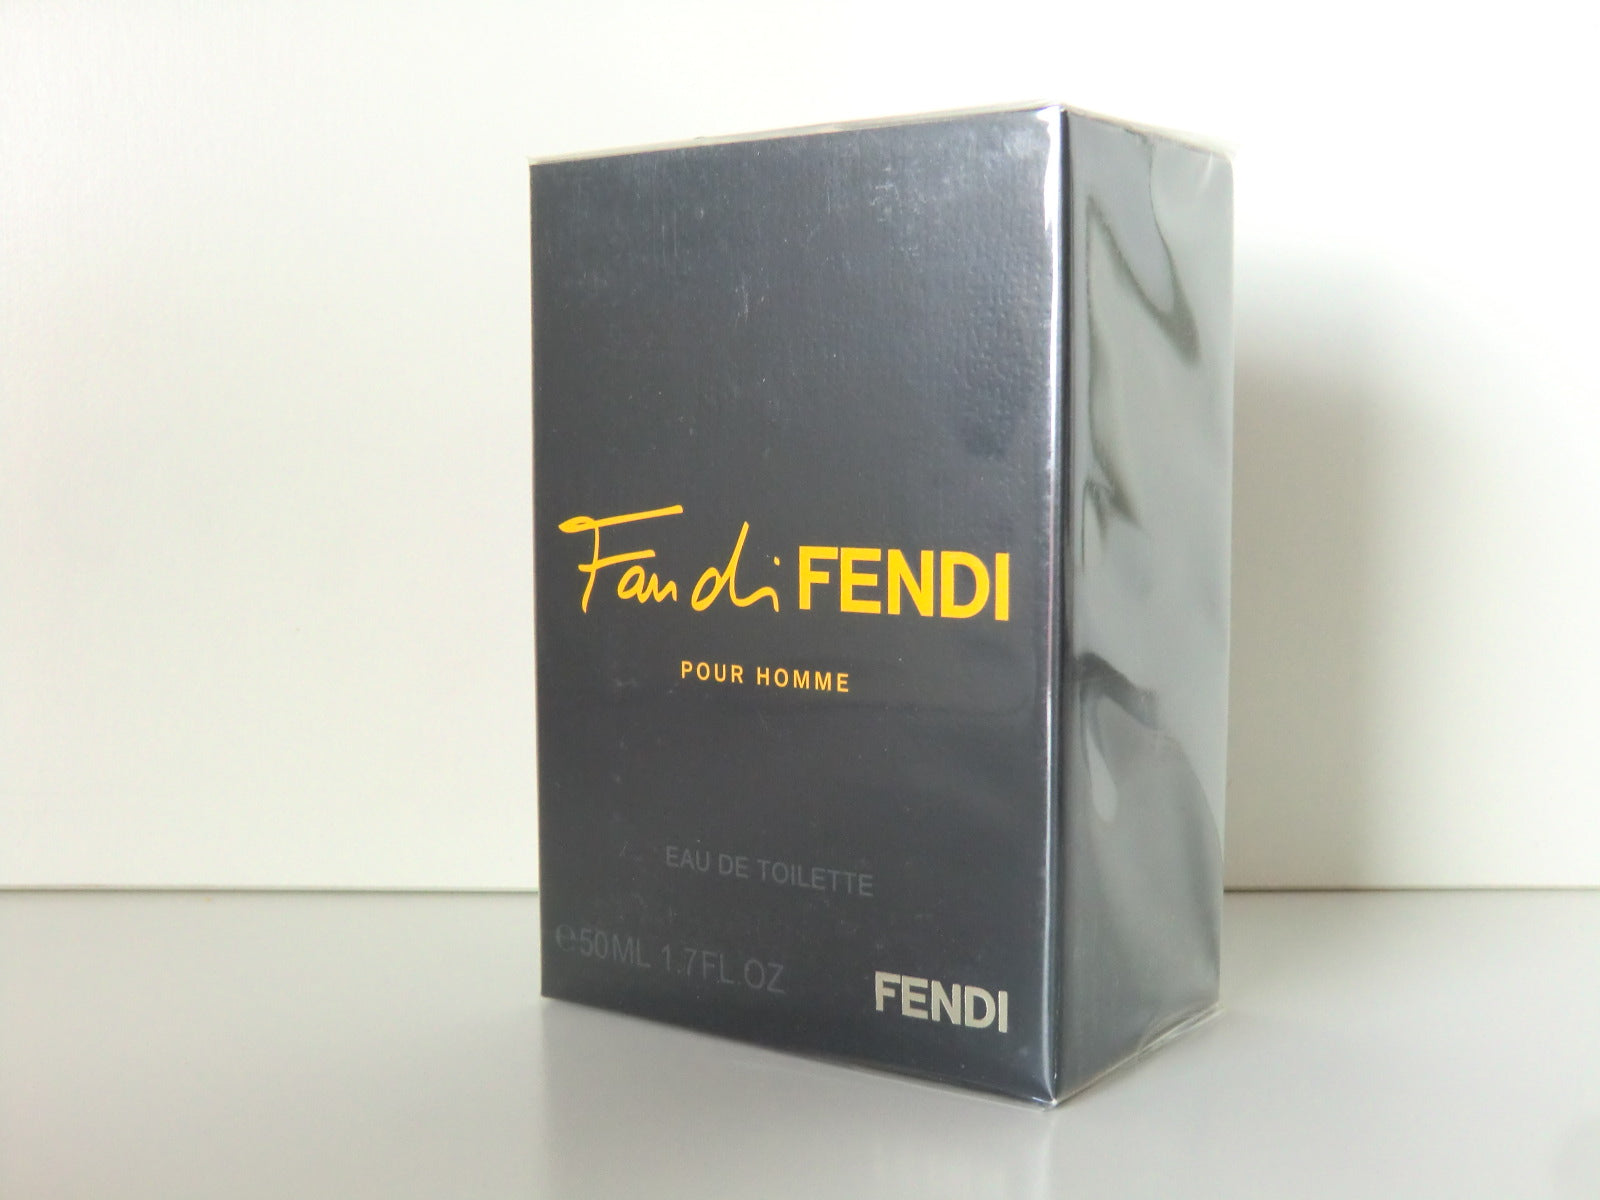 Fan di FENDI
POUR HOMME
EAU DE TOILETTE
℮50ML 1.7FL.OZ
FENDI